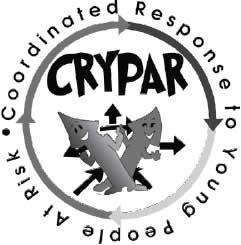 • Coordinated Response to Young People At Risk
CRYPAR